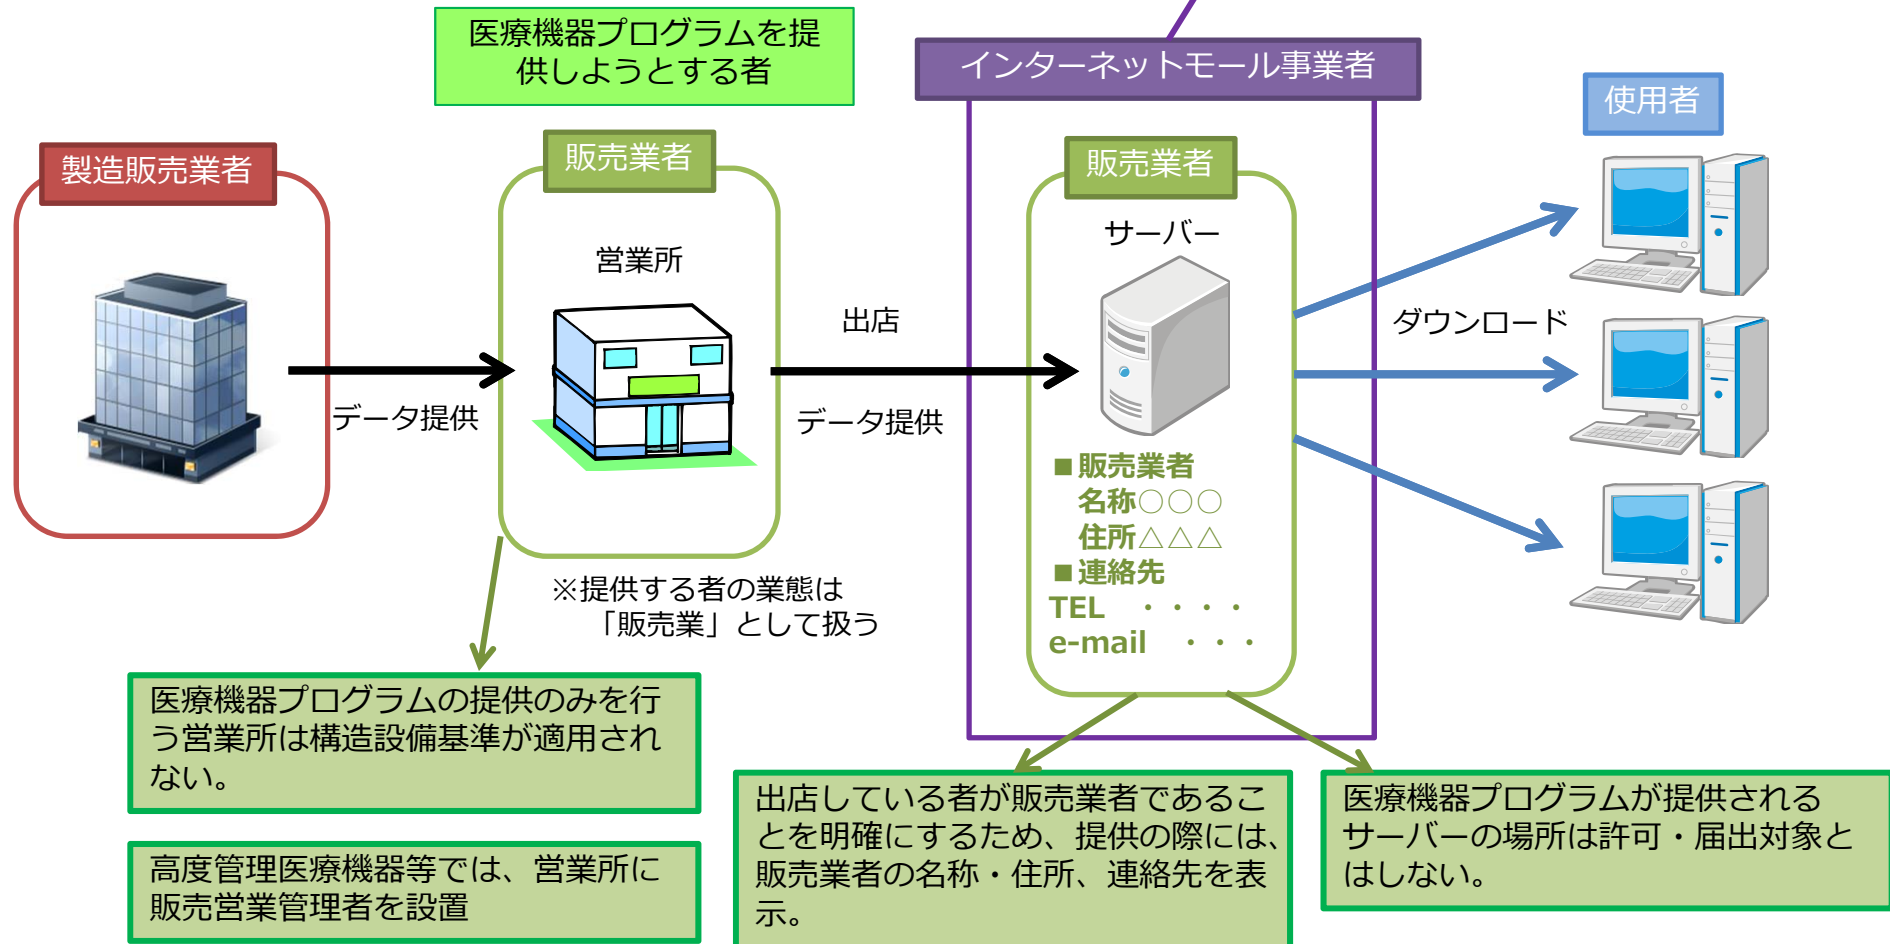 医療機器プログラムを提
供しようとする者
インターネットモール事業者
使用者
製造販売業者
販売業者
販売業者
営業所
サーバー
出店
データ提供
データ提供
ダウンロード
■販売業者
名称○○○
住所△△△
■連絡先
TEL ・・・・
e-mail ・・・
※提供する者の業態は
「販売業」として扱う
医療機器プログラムの提供のみを行
う営業所は構造設備基準が適用され
ない。
高度管理医療機器等では、営業所に
販売営業管理者を設置
出店している者が販売業者であるこ
とを明確にするため、提供の際には、
販売業者の名称・住所、連絡先を表
示。
医療機器プログラムが提供される
サーバーの場所は許可・届出対象と
はしない。